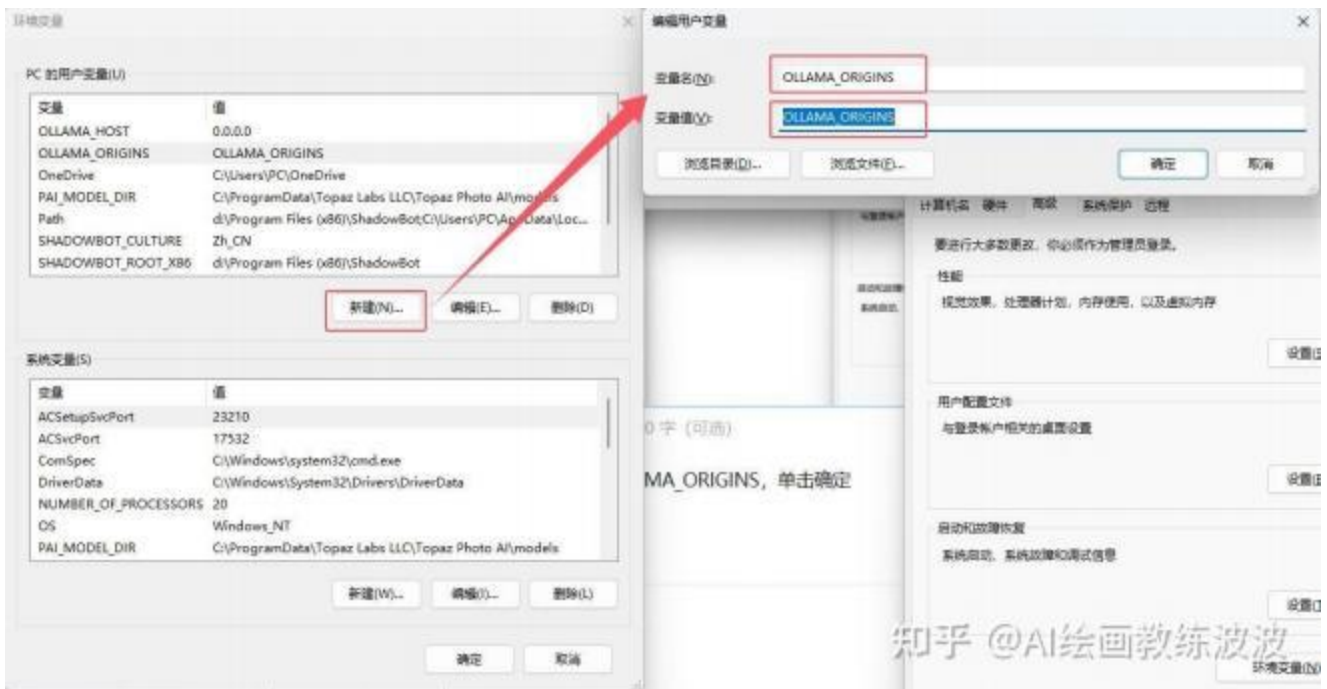 环境变量
PC 的用户变量(U)
变量 值
OLLAMA_HOST 0.0.0.0
OLLAMA_ORIGINS OLLAMA_ORIGINS
OneDrive C:\Users\PC\OneDrive
PAI_MODEL_DIR C:\ProgramData\Topaz Labs LLC\Topaz Photo AI\models
Path d:\Program Files (x86)\ShadowBot;C:\Users\PC\AppData\Loc...
SHADOWBOT_CULTURE Zh_CN
SHADOWBOT_ROOT_X86 d:\Program Files (x86)\ShadowBot
新建(N)... 编辑(E)... 删除(D)
系统变量(S)
变量 值
ACSetupSvcPort 23210
ACSvcPort 17532
ComSpec C:\Windows\system32\cmd.exe
DriverData C:\Windows\System32\Drivers\DriverData
NUMBER_OF_PROCESSORS 20
OS Windows_NT
PAI_MODEL_DIR C:\ProgramData\Topaz Labs LLC\Topaz Photo AI\models
新建(W)... 编辑(I)... 删除(L)
确定 取消
编辑用户变量
变量名(N): OLLAMA_ORIGINS
变量值(V): OLLAMA_ORIGINS
浏览目录(D)... 浏览文件(F)... 确定 取消
计算机名 硬件 高级 系统保护 远程
要进行大多数更改，你必须作为管理员登录。
性能
视觉效果，处理器计划，内存使用，以及虚拟内存
设置(S
用户配置文件
与登录帐户相关的桌面设置
设置(E
启动和故障恢复
系统启动、系统故障和调试信息
设置(T
环境变量(N)
0 字 (可选)
MA_ORIGINS，单击确定
知乎 @AI绘画教练波波